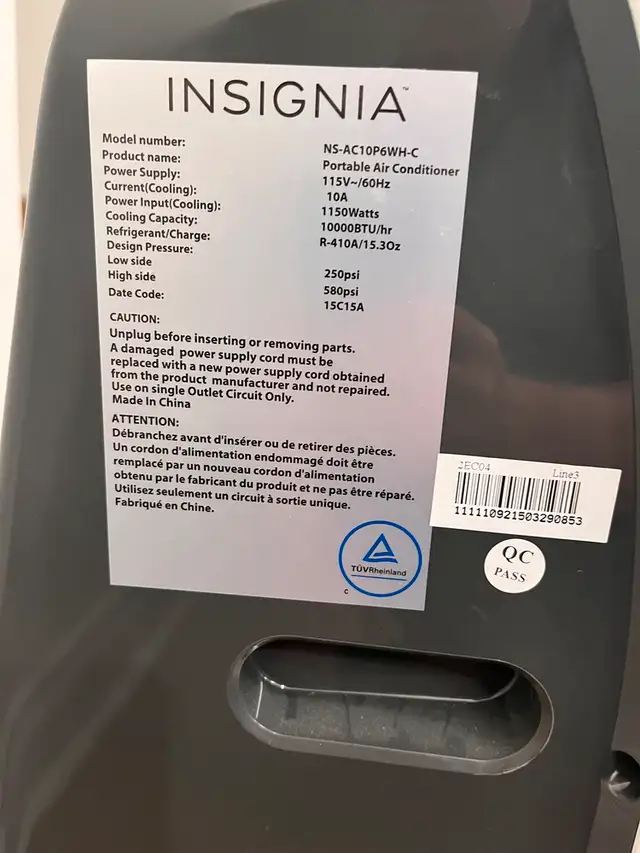 INSIGNIA™
Model number: NS-AC10P6WH-C
Product name: Portable Air Conditioner
Power Supply: 115V~/60Hz
Current(Cooling): 10A
Power Input(Cooling): 1150Watts
Cooling Capacity: 10000BTU/hr
Refrigerant/Charge: R-410A/15.3Oz
Design Pressure:
Low side 250psi
High side 580psi
Date Code: 15C15A
CAUTION:
Unplug before inserting or removing parts.
A damaged power supply cord must be
replaced with a new power supply cord obtained
from the product manufacturer and not repaired.
Use on single Outlet Circuit Only.
Made In China
ATTENTION:
Débranchez avant d'insérer ou de retirer des pièces.
Un cordon d'alimentation endommagé doit être
remplacé par un nouveau cordon d'alimentation
obtenu par le fabricant du produit et ne pas être réparé.
Utilisez seulement un circuit à sortie unique.
Fabriqué en Chine.
TÜVRheinland
C
2EC04 Line3
111110921503290853
QC
PASS